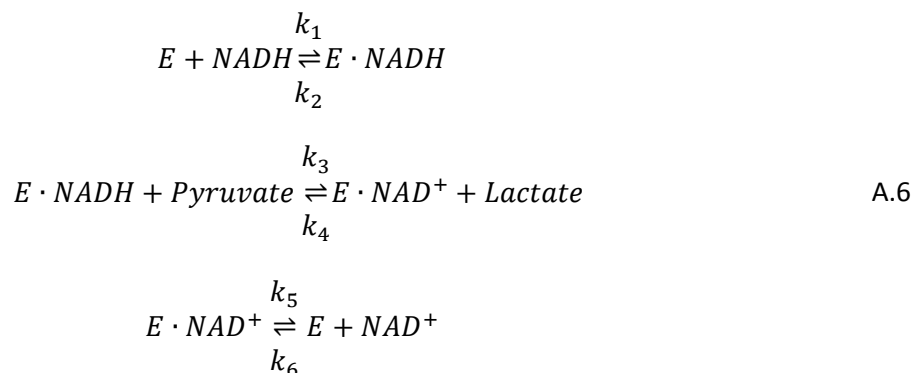 k₁
E + NADH ⇌ E · NADH
k₂
k₃
E · NADH + Pyruvate ⇌ E · NAD⁺ + Lactate A.6
k₄
k₅
E · NAD⁺ ⇌ E + NAD⁺
k₆